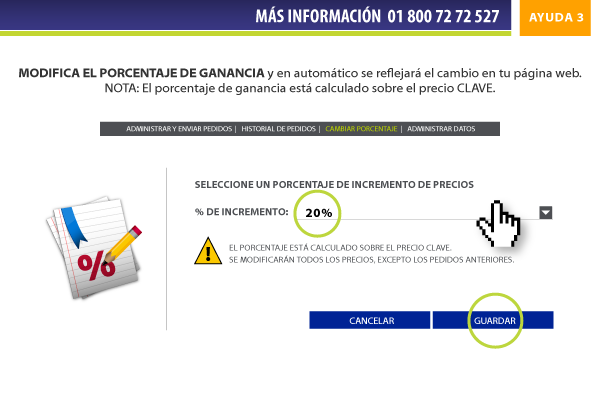 MÁS INFORMACIÓN 01 800 72 72 527
AYUDA 3
MODIFICA EL PORCENTAJE DE GANANCIA y en automático se reflejará el cambio en tu página web.
NOTA: El porcentaje de ganancia está calculado sobre el precio CLAVE.
ADMINISTRAR Y ENVIAR PEDIDOS | HISTORIAL DE PEDIDOS | CAMBIAR PORCENTAJE | ADMINISTRAR DATOS
SELECCIONE UN PORCENTAJE DE INCREMENTO DE PRECIOS
% DE INCREMENTO: 20%
EL PORCENTAJE ESTÁ CALCULADO SOBRE EL PRECIO CLAVE.
SE MODIFICARÁN TODOS LOS PRECIOS, EXCEPTO LOS PEDIDOS ANTERIORES.
%
CANCELAR
GUARDAR